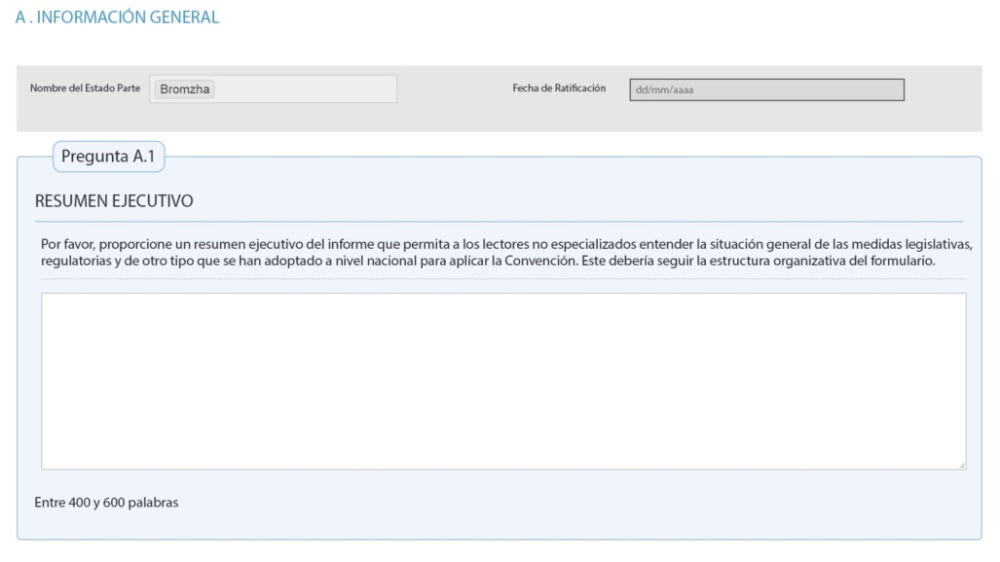 A . INFORMACIÓN GENERAL
Nombre del Estado Parte Bromzha Fecha de Ratificación dd/mm/aaaa
Pregunta A.1
RESUMEN EJECUTIVO
Por favor, proporcione un resumen ejecutivo del informe que permita a los lectores no especializados entender la situación general de las medidas legislativas,
regulatorias y de otro tipo que se han adoptado a nivel nacional para aplicar la Convención. Este debería seguir la estructura organizativa del formulario.
Entre 400 y 600 palabras